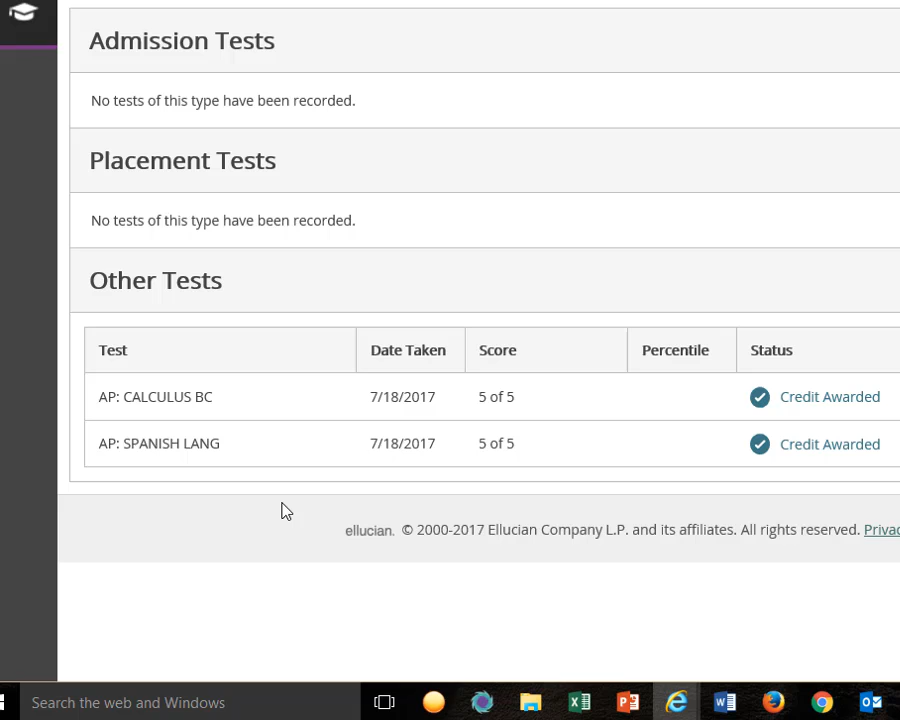 Admission Tests
No tests of this type have been recorded.
Placement Tests
No tests of this type have been recorded.
Other Tests
Test Date Taken Score Percentile Status
AP: CALCULUS BC 7/18/2017 5 of 5 Credit Awarded
AP: SPANISH LANG 7/18/2017 5 of 5 Credit Awarded
ellucian. © 2000-2017 Ellucian Company L.P. and its affiliates. All rights reserved. Privac
Search the web and Windows